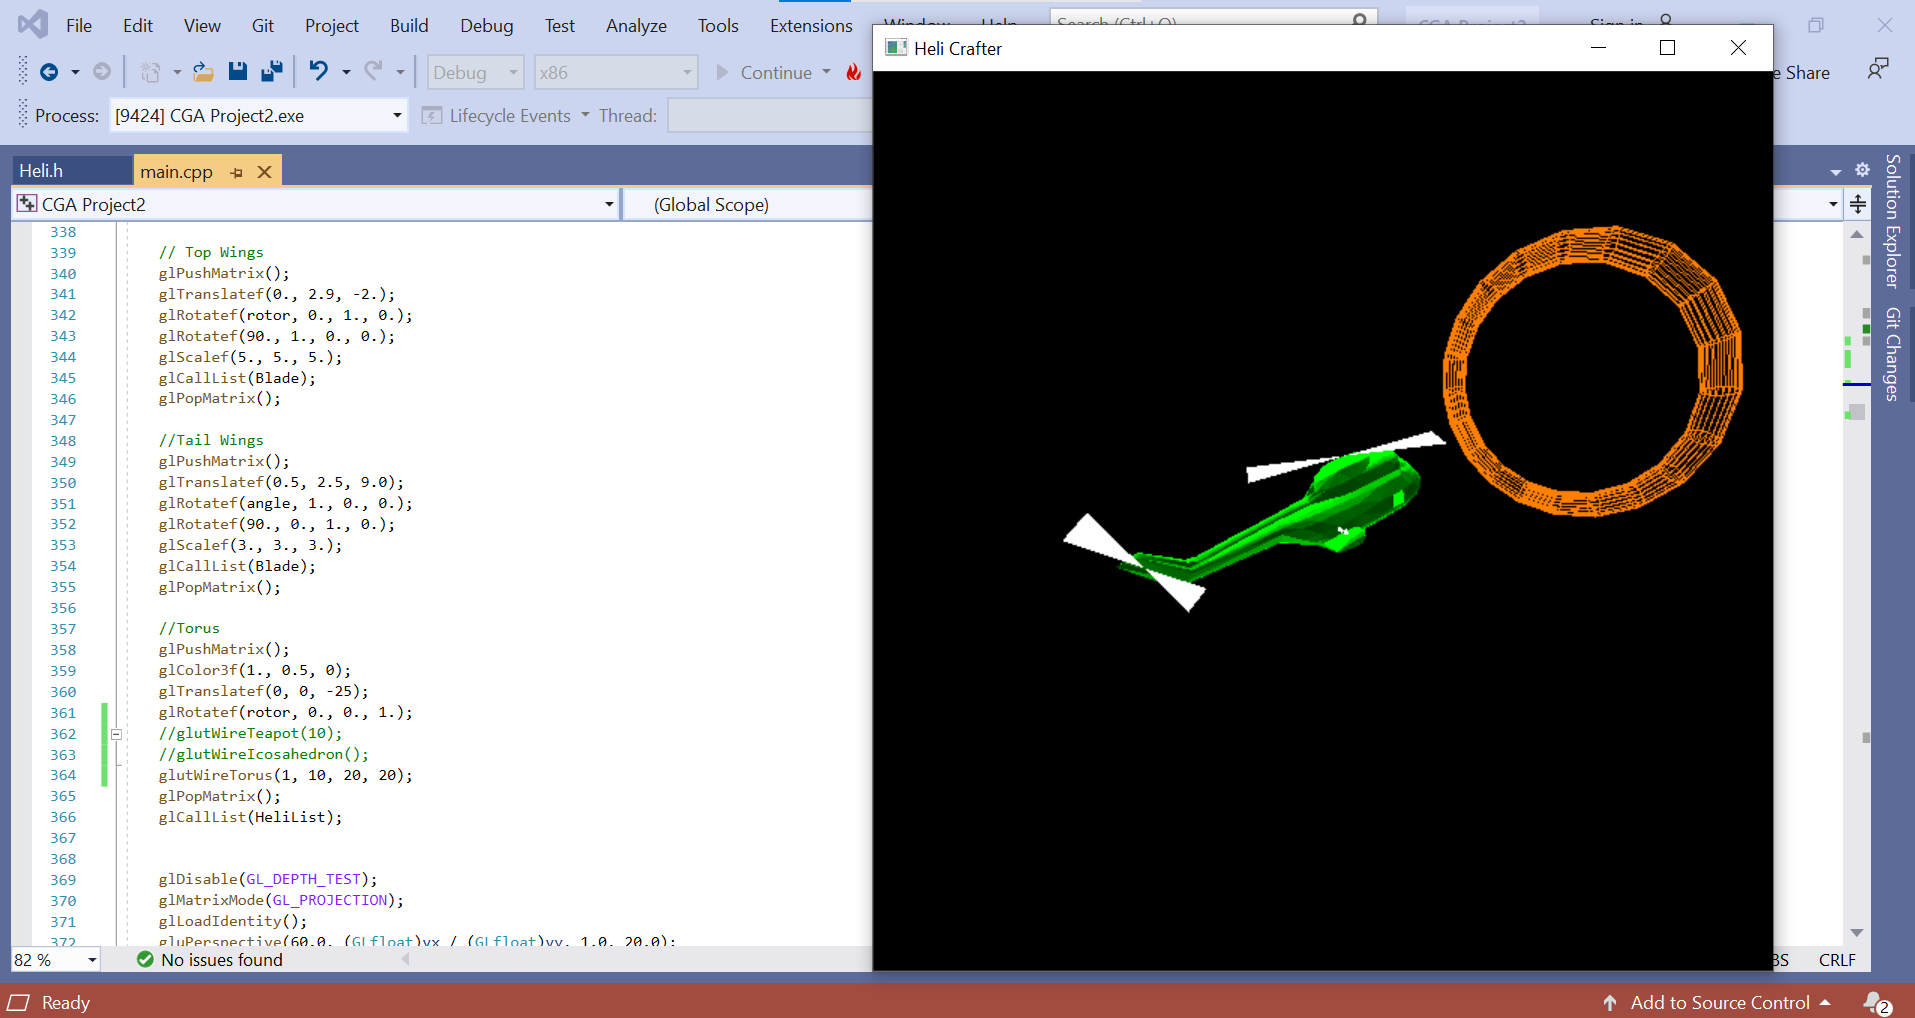 File Edit View Git Project Build Debug Test Analyze Tools Extensions
Heli Crafter
Debug x86 Continue
Share
Process: [9424] CGA Project2.exe Lifecycle Events Thread:
Heli.h main.cpp
CGA Project2 (Global Scope)
338
339 // Top Wings
340 glPushMatrix();
341 glTranslatef(0., 2.9, -2.);
342 glRotatef(rotor, 0., 1., 0.);
343 glRotatef(90., 1., 0., 0.);
344 glScalef(5., 5., 5.);
345 glCallList(Blade);
346 glPopMatrix();
347
348 //Tail Wings
349 glPushMatrix();
350 glTranslatef(0.5, 2.5, 9.0);
351 glRotatef(angle, 1., 0., 0.);
352 glRotatef(90., 0., 1., 0.);
353 glScalef(3., 3., 3.);
354 glCallList(Blade);
355 glPopMatrix();
356
357 //Torus
358 glPushMatrix();
359 glColor3f(1., 0.5, 0);
360 glTranslatef(0, 0, -25);
361 glRotatef(rotor, 0., 0., 1.);
362 //glutWireTeapot(10);
363 //glutWireIcosahedron();
364 glutWireTorus(1, 10, 20, 20);
365 glPopMatrix();
366 glCallList(HeliList);
367
368
369 glDisable(GL_DEPTH_TEST);
370 glMatrixMode(GL_PROJECTION);
371 glLoadIdentity();
372 gluPerspective(60.0, (GLfloat)vx / (GLfloat)vy, 1.0, 20.0);
82 % No issues found
CRLF
Solution Explorer
Git Changes
Ready
Add to Source Control 2